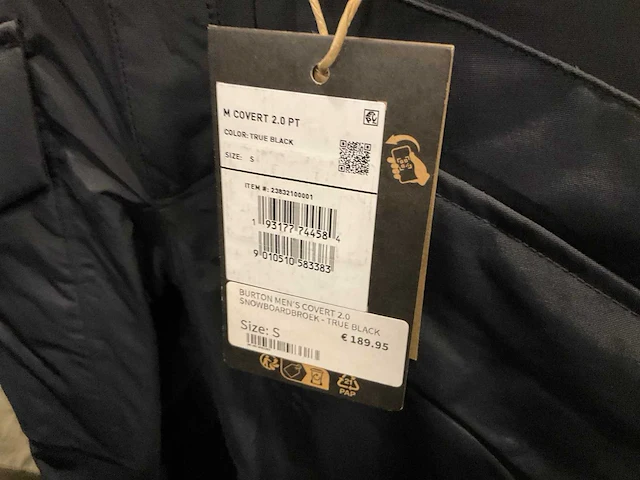 M COVERT 2.0 PT
COLOR: TRUE BLACK
SIZE: S
ITEM #: 23832100001
1 93177 74458 4
9 010510 583383
BURTON MEN'S COVERT 2.0
SNOWBOARDBROEK - TRUE BLACK
Size: S
€ 189.95
21
PAP